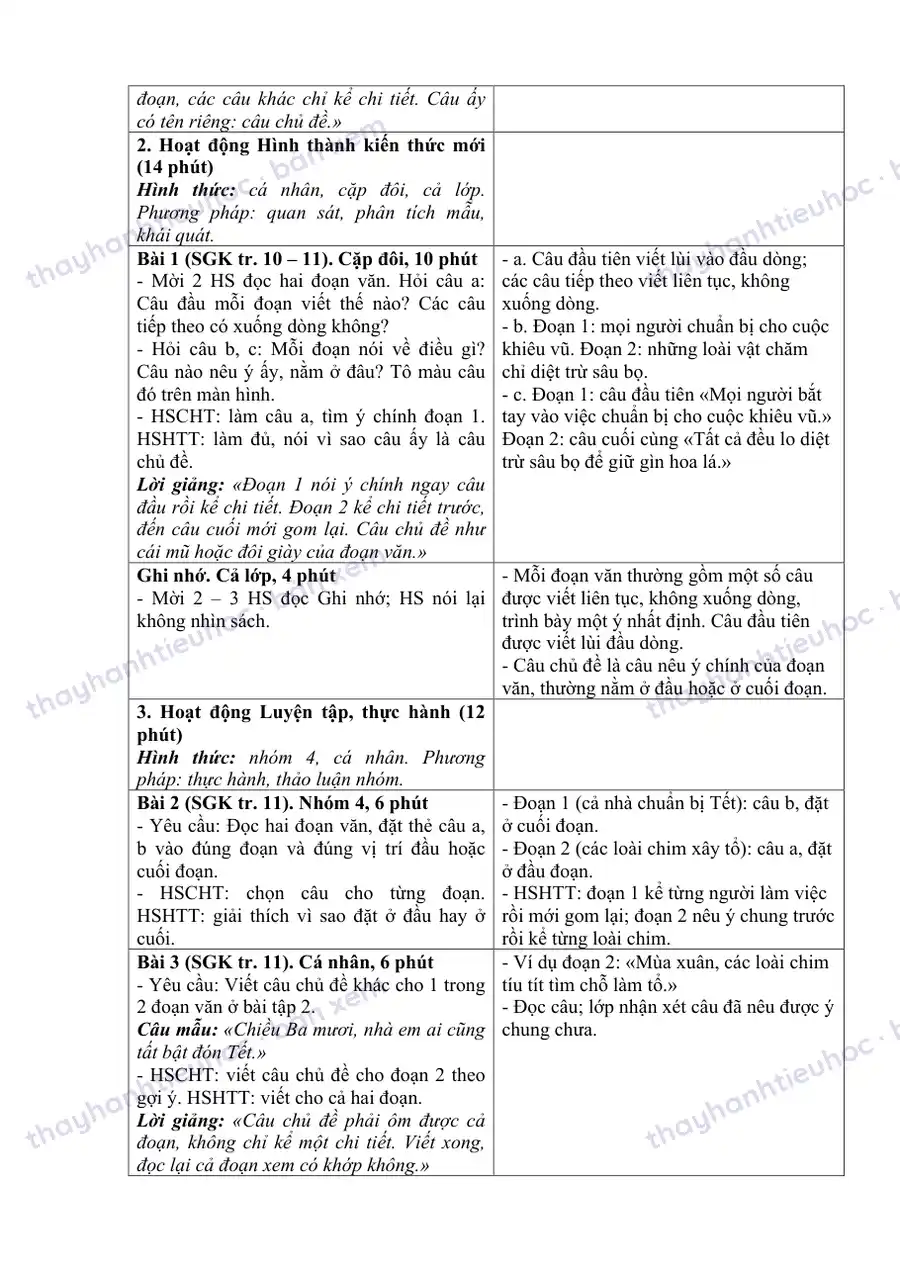 đoạn, các câu khác chỉ kể chi tiết. Câu ấy
có tên riêng: câu chủ đề.»
2. Hoạt động Hình thành kiến thức mới
(14 phút)
Hình thức: cá nhân, cặp đôi, cả lớp.
Phương pháp: quan sát, phân tích mẫu,
khái quát.
Bài 1 (SGK tr. 10 – 11). Cặp đôi, 10 phút
- Mời 2 HS đọc hai đoạn văn. Hỏi câu a:
Câu đầu mỗi đoạn viết thế nào? Các câu
tiếp theo có xuống dòng không?
- Hỏi câu b, c: Mỗi đoạn nói về điều gì?
Câu nào nêu ý ấy, nằm ở đâu? Tô màu câu
đó trên màn hình.
- HSCHT: làm câu a, tìm ý chính đoạn 1.
HSHTT: làm đủ, nói vì sao câu ấy là câu
chủ đề.
Lời giảng: «Đoạn 1 nói ý chính ngay câu
đầu rồi kể chi tiết. Đoạn 2 kể chi tiết trước,
đến câu cuối mới gom lại. Câu chủ đề như
cái mũ hoặc đôi giày của đoạn văn.»
- a. Câu đầu tiên viết lùi vào đầu dòng;
các câu tiếp theo viết liên tục, không
xuống dòng.
- b. Đoạn 1: mọi người chuẩn bị cho cuộc
khiêu vũ. Đoạn 2: những loài vật chăm
chỉ diệt trừ sâu bọ.
- c. Đoạn 1: câu đầu tiên «Mọi người bắt
tay vào việc chuẩn bị cho cuộc khiêu vũ.»
Đoạn 2: câu cuối cùng «Tất cả đều lo diệt
trừ sâu bọ để giữ gìn hoa lá.»
Ghi nhớ. Cả lớp, 4 phút
- Mời 2 – 3 HS đọc Ghi nhớ; HS nói lại
không nhìn sách.
- Mỗi đoạn văn thường gồm một số câu
được viết liên tục, không xuống dòng,
trình bày một ý nhất định. Câu đầu tiên
được viết lùi đầu dòng.
- Câu chủ đề là câu nêu ý chính của đoạn
văn, thường nằm ở đầu hoặc ở cuối đoạn.
3. Hoạt động Luyện tập, thực hành (12
phút)
Hình thức: nhóm 4, cá nhân. Phương
pháp: thực hành, thảo luận nhóm.
Bài 2 (SGK tr. 11). Nhóm 4, 6 phút
- Yêu cầu: Đọc hai đoạn văn, đặt thẻ câu a,
b vào đúng đoạn và đúng vị trí đầu hoặc
cuối đoạn.
- HSCHT: chọn câu cho từng đoạn.
HSHTT: giải thích vì sao đặt ở đầu hay ở
cuối.
- Đoạn 1 (cả nhà chuẩn bị Tết): câu b, đặt
ở cuối đoạn.
- Đoạn 2 (các loài chim xây tổ): câu a, đặt
ở đầu đoạn.
- HSHTT: đoạn 1 kể từng người làm việc
rồi mới gom lại; đoạn 2 nêu ý chung trước
rồi kể từng loài chim.
Bài 3 (SGK tr. 11). Cá nhân, 6 phút
- Yêu cầu: Viết câu chủ đề khác cho 1 trong
2 đoạn văn ở bài tập 2.
Câu mẫu: «Chiều Ba mươi, nhà em ai cũng
tất bật đón Tết.»
- HSCHT: viết câu chủ đề cho đoạn 2 theo
gợi ý. HSHTT: viết cho cả hai đoạn.
Lời giảng: «Câu chủ đề phải ôm được cả
đoạn, không chỉ kể một chi tiết. Viết xong,
đọc lại cả đoạn xem có khớp không.»
- Ví dụ đoạn 2: «Mùa xuân, các loài chim
tíu tít tìm chỗ làm tổ.»
- Đọc câu; lớp nhận xét câu đã nêu được ý
chung chưa.
thayhanhtieuhoc · bản xem
thayhanhtieuhoc · b
thayhanhtieuhoc · bản xem
thayhanhtieuhoc · b
thayhanhtieuhoc · bản xem
thayhanhtieuhoc · b